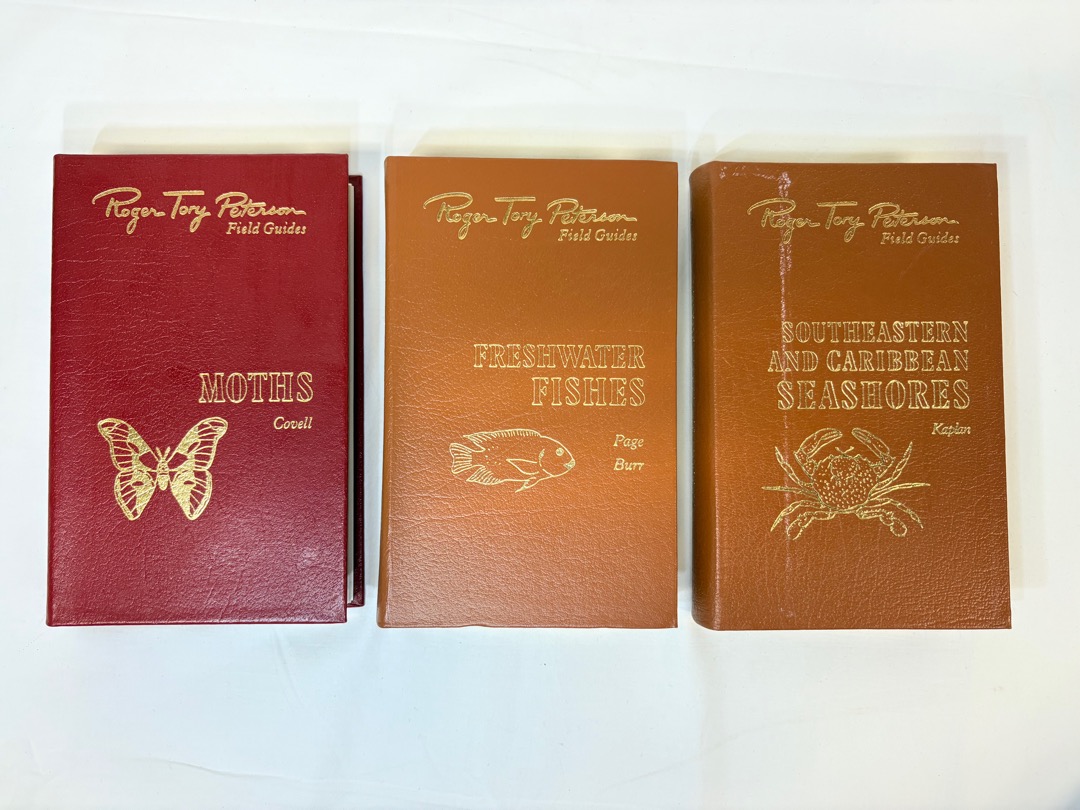 Roger Tory Peterson
Field Guides
MOTHS
Covell
Roger Tory Peterson
Field Guides
FRESHWATER
FISHES
Page
Burr
Roger Tory Peterson
Field Guides
SOUTHEASTERN
AND CARIBBEAN
SEASHORES
Kaplan